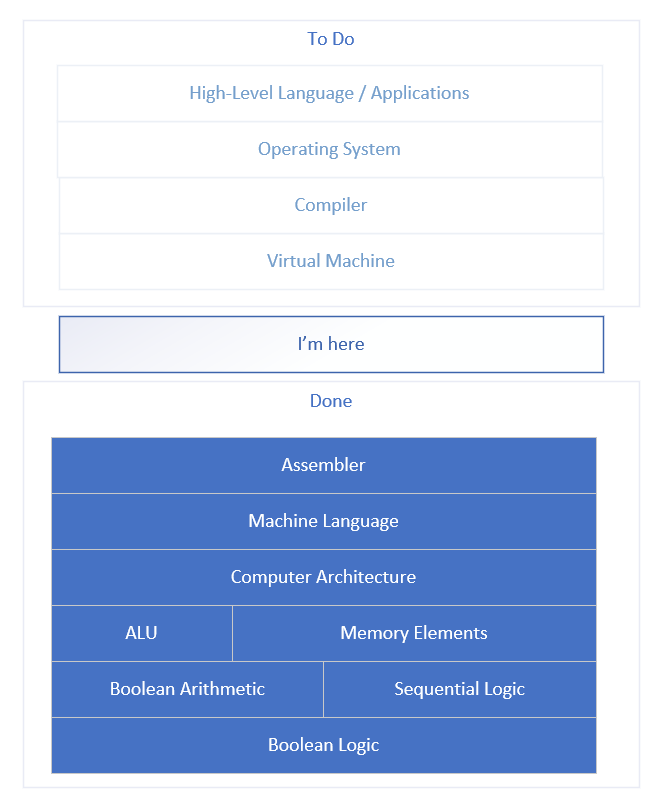 To Do
High-Level Language / Applications
Operating System
Compiler
Virtual Machine
I’m here
Done
Assembler
Machine Language
Computer Architecture
ALU
Memory Elements
Boolean Arithmetic
Sequential Logic
Boolean Logic